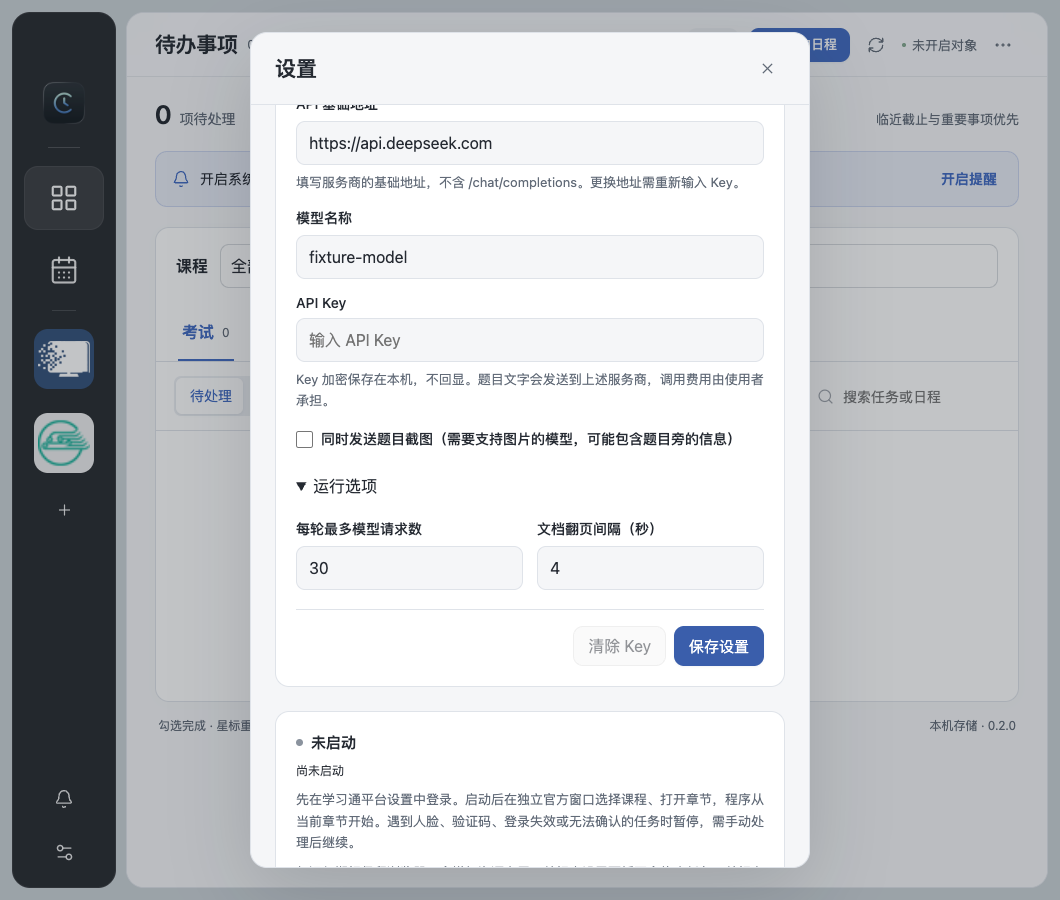 待办事项
日程
未开启对象
设置
0 项待处理
临近截止与重要事项优先
开启系统
开启提醒
课程
全部
考试 0
待处理
搜索任务或日程
API 基础地址
https://api.deepseek.com
填写服务商的基础地址，不含 /chat/completions。更换地址需重新输入 Key。
模型名称
fixture-model
API Key
输入 API Key
Key 加密保存在本机，不回显。题目文字会发送到上述服务商，调用费用由使用者
承担。
同时发送题目截图（需要支持图片的模型，可能包含题目旁的信息）
运行选项
每轮最多模型请求数
文档翻页间隔（秒）
30
4
清除 Key
保存设置
未启动
尚未启动
先在学习通平台设置中登录。启动后在独立官方窗口选择课程、打开章节，程序从
当前章节开始。遇到人脸、验证码、登录失效或无法确认的任务时暂停，需手动处
理后继续。
勾选完成 · 星标重
本机存储 · 0.2.0